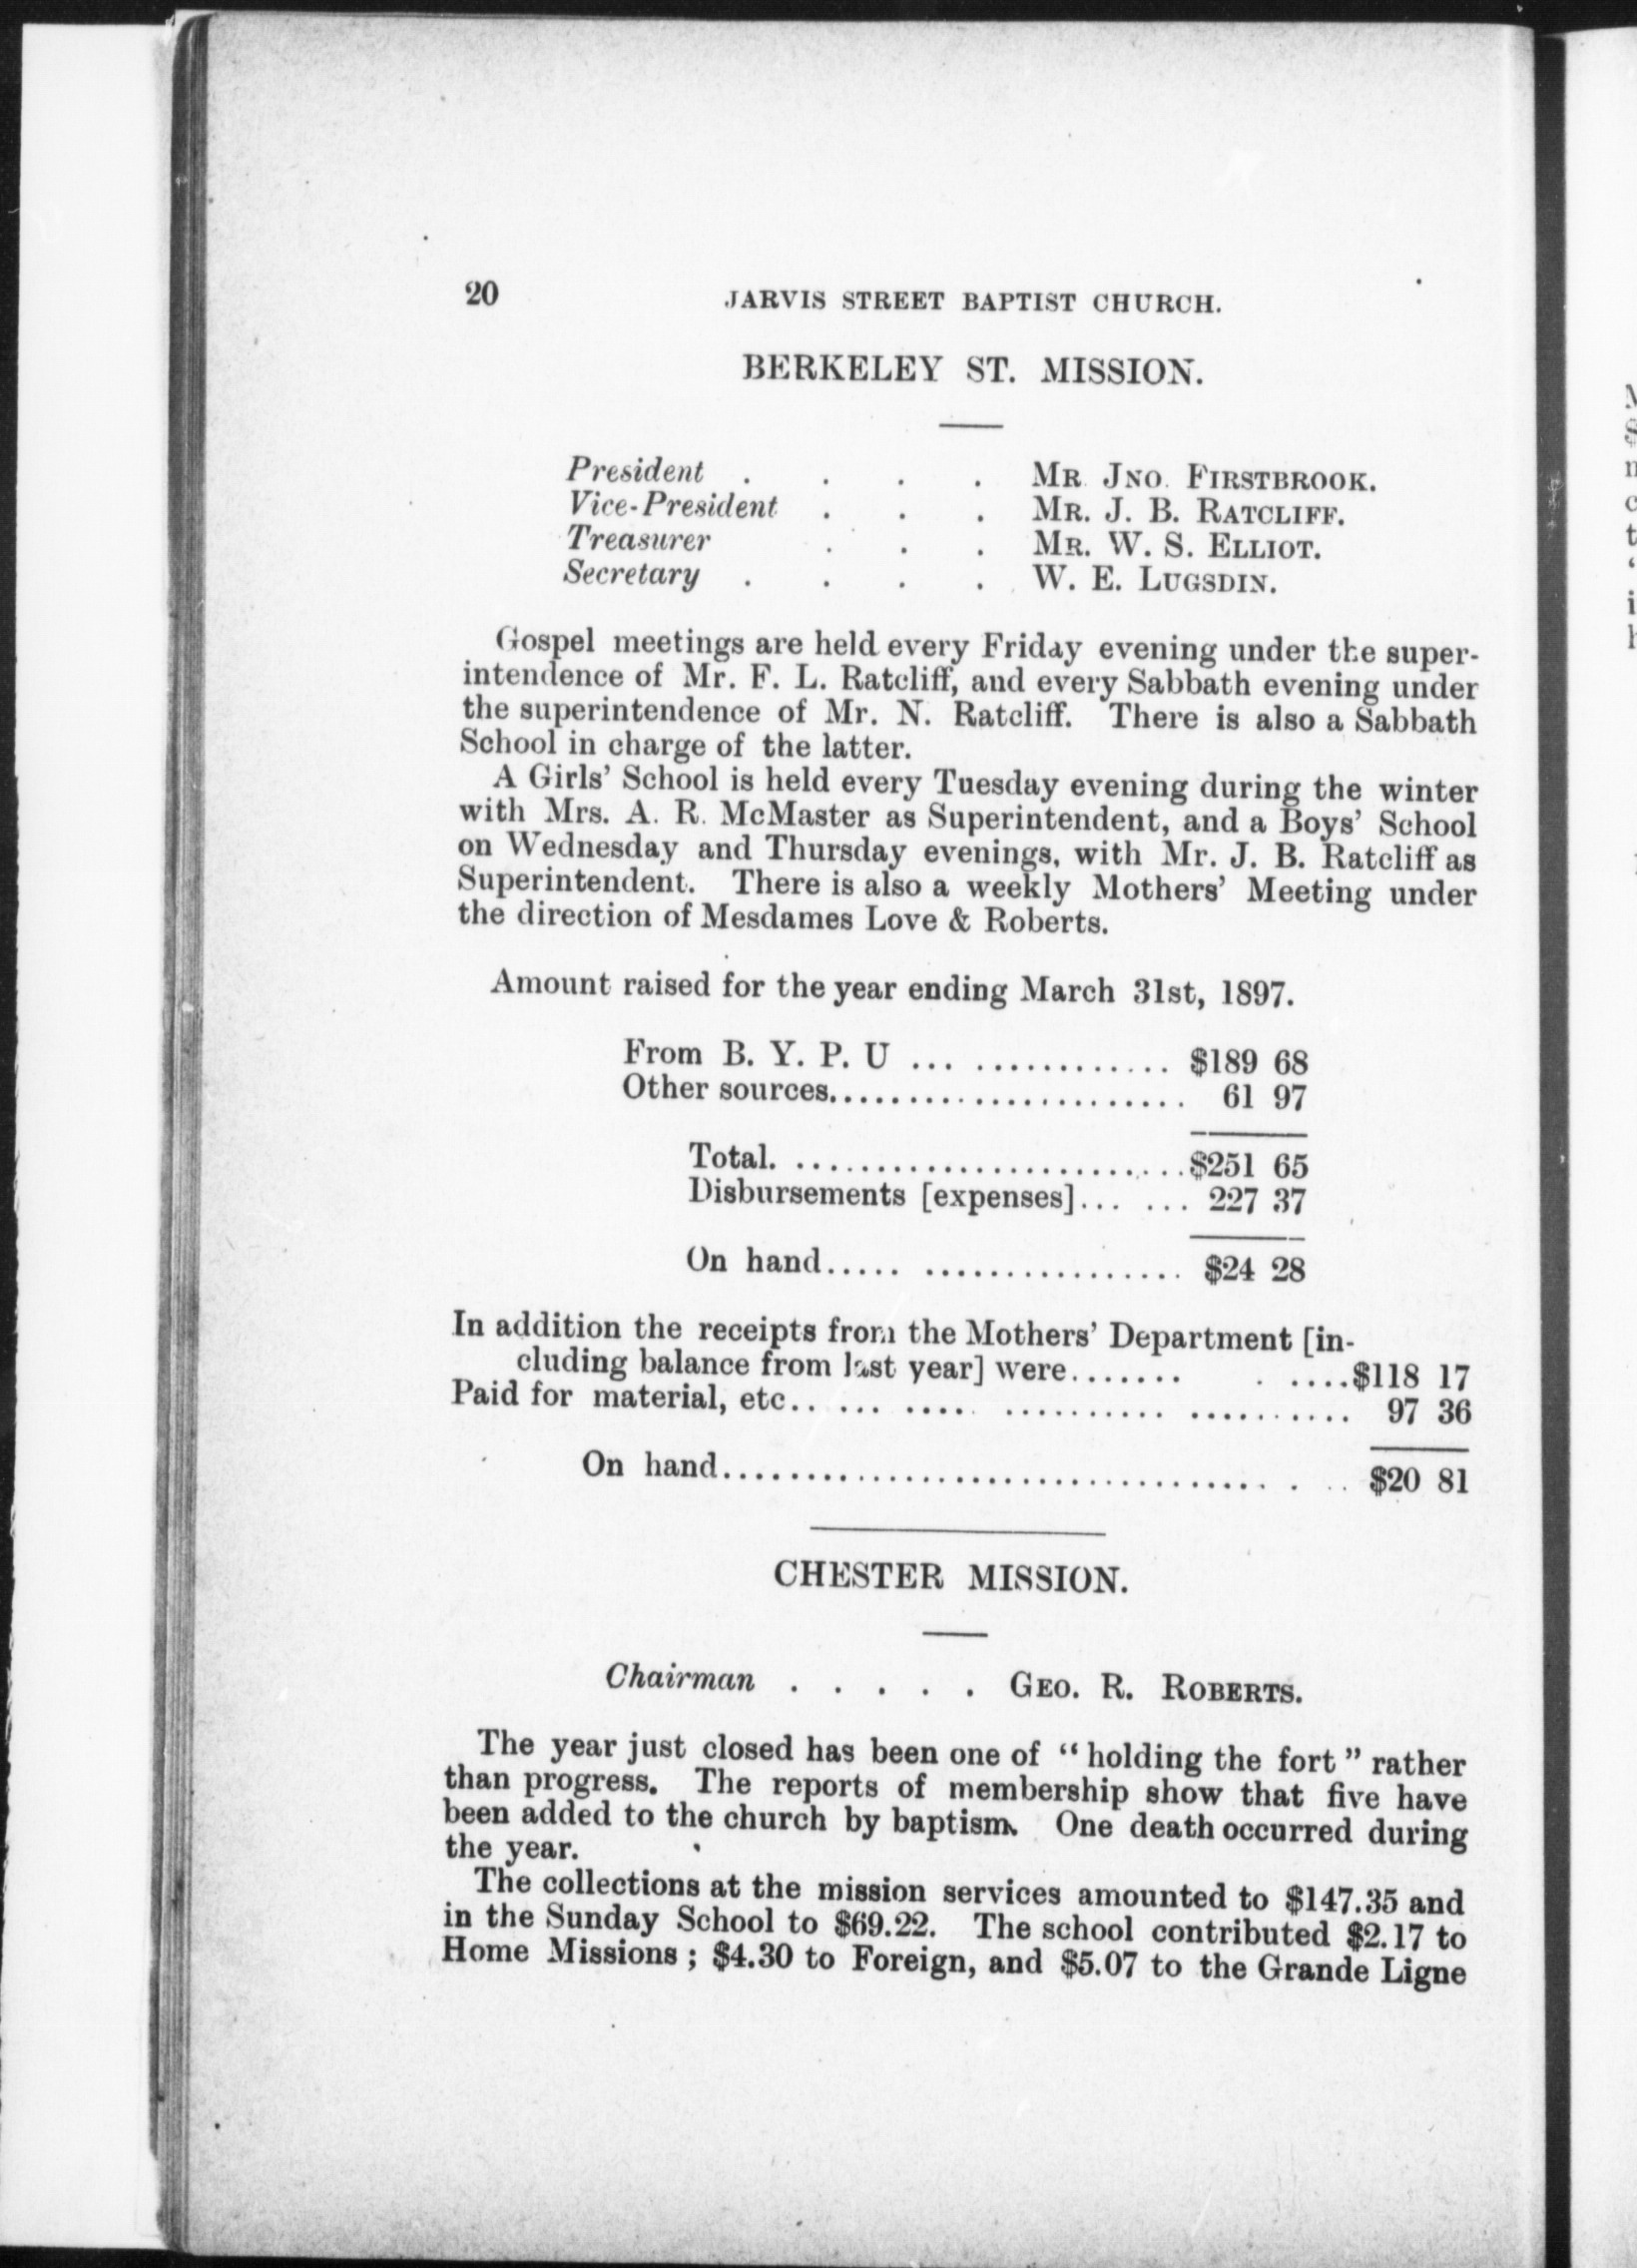 20 JARVIS STREET BAPTIST CHURCH.
BERKELEY ST. MISSION.
President . . . . MR. JNO. FIRSTBROOK.
Vice-President . . . MR. J. B. RATCLIFF.
Treasurer . . . MR. W. S. ELLIOT.
Secretary . . . . W. E. LUGSDIN.
Gospel meetings are held every Friday evening under the super-
intendence of Mr. F. L. Ratcliff, and every Sabbath evening under
the superintendence of Mr. N. Ratcliff. There is also a Sabbath
School in charge of the latter.
A Girls' School is held every Tuesday evening during the winter
with Mrs. A. R. McMaster as Superintendent, and a Boys' School
on Wednesday and Thursday evenings, with Mr. J. B. Ratcliff as
Superintendent. There is also a weekly Mothers' Meeting under
the direction of Mesdames Love & Roberts.
Amount raised for the year ending March 31st, 1897.
From B. Y. P. U ... ............. $189 68
Other sources...................... 61 97
Total. ........................$251 65
Disbursements [expenses]... ... 227 37
On hand..... ................ $24 28
In addition the receipts from the Mothers' Department [in-
cluding balance from last year] were....... . ....$118 17
Paid for material, etc.. ... .... .......... .......... 97 36
On hand................................. . .. $20 81
CHESTER MISSION.
Chairman . . . . . GEO. R. ROBERTS.
The year just closed has been one of "holding the fort" rather
than progress. The reports of membership show that five have
been added to the church by baptism. One death occurred during
the year.
The collections at the mission services amounted to $147.35 and
in the Sunday School to $69.22. The school contributed $2.17 to
Home Missions; $4.30 to Foreign, and $5.07 to the Grande Ligne